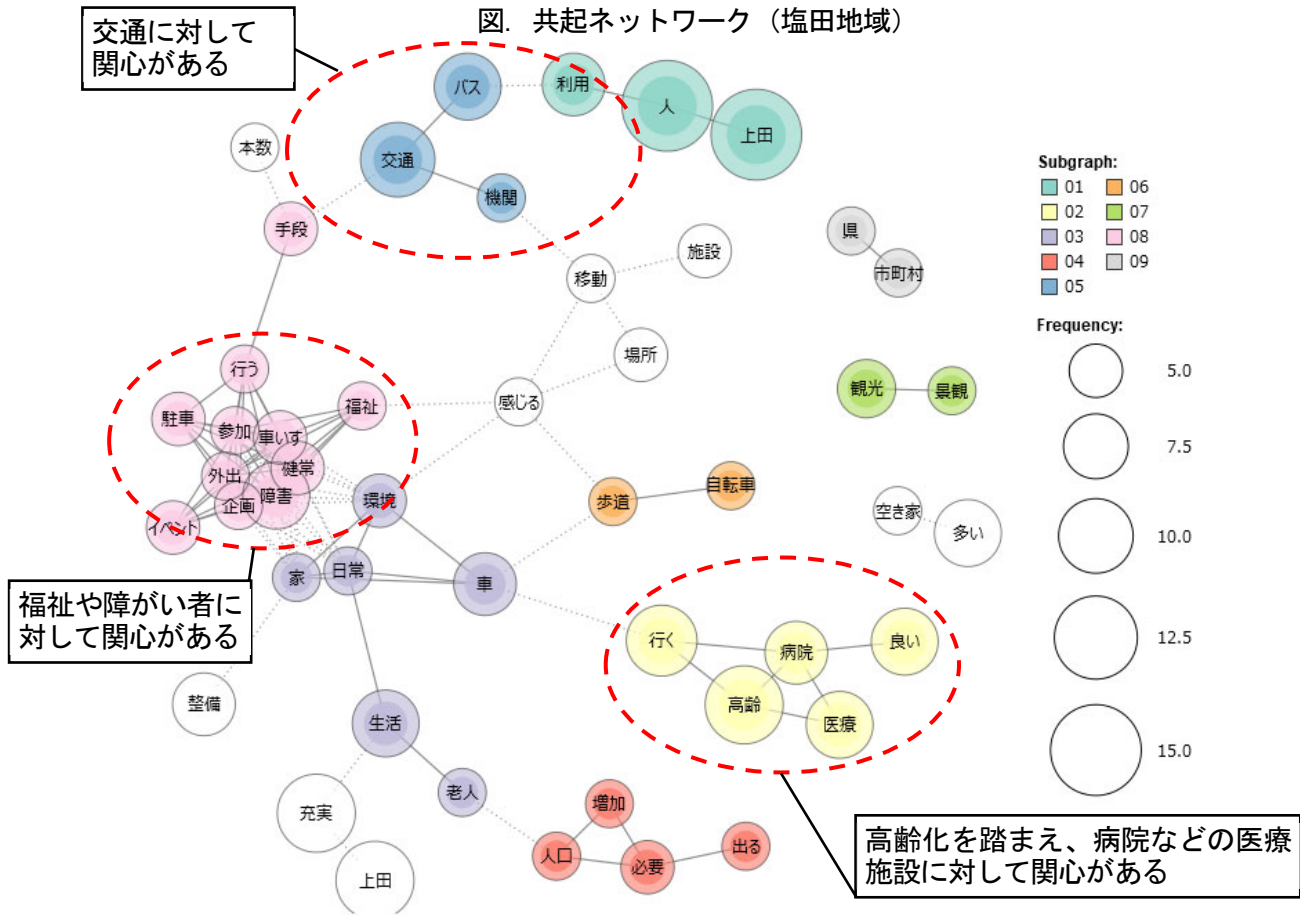 図. 共起ネットワーク（塩田地域）
交通に対して
関心がある
バス
利用
人
上田
本数
交通
機関
手段
県
市町村
施設
移動
場所
行う
駐車
参加
車いす
福祉
感じる
観光
景観
外出
健常
企画
障害
環境
イベント
歩道
自転車
空き家
多い
家
日常
車
福祉や障がい者に
対して関心がある
行く
病院
良い
高齢
医療
整備
生活
老人
充実
上田
増加
人口
必要
出る
高齢化を踏まえ、病院などの医療
施設に対して関心がある
Subgraph:
01 06
02 07
03 08
04 09
05
Frequency:
5.0
7.5
10.0
12.5
15.0